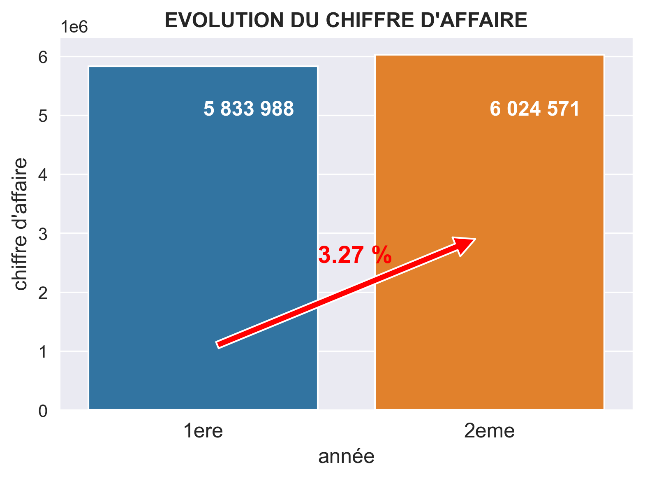 EVOLUTION DU CHIFFRE D'AFFAIRE
1e6
6
5
4
3
2
1
0
chiffre d'affaire
5 833 988
6 024 571
3.27 %
1ere
2eme
année